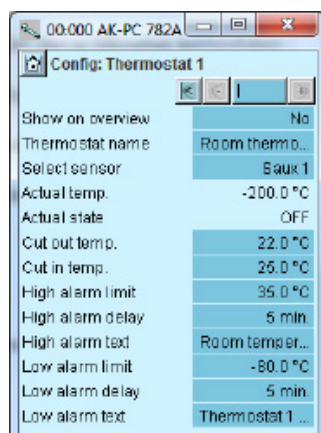 00:000 AK-PC 782A
Config: Thermostat 1
Show on overview No
Thermostat name Room thermo...
Select sensor Saux 1
Actual temp. -200.0 °C
Actual state OFF
Cut out temp. 22.0 °C
Cut in temp. 25.0 °C
High alarm limit 35.0 °C
High alarm delay 5 min.
High alarm text Room temper...
Low alarm limit -80.0 °C
Low alarm delay 5 min.
Low alarm text Thermostat 1 ...